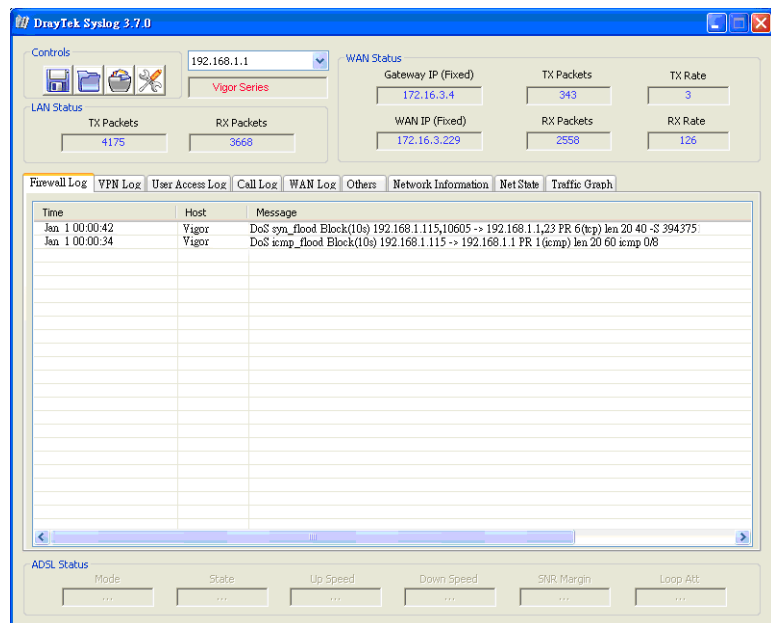 DrayTek Syslog 3.7.0
Controls
192.168.1.1
Vigor Series
WAN Status
Gateway IP (Fixed) TX Packets TX Rate
172.16.3.4 343 3
WAN IP (Fixed) RX Packets RX Rate
172.16.3.229 2558 126
LAN Status
TX Packets RX Packets
4175 3668
Firewall Log VPN Log User Access Log Call Log WAN Log Others Network Information Net State Traffic Graph
Time Host Message
Jan 1 00:00:42 Vigor DoS syn_flood Block(10s) 192.168.1.115,10605 -> 192.168.1.1,23 PR 6(tcp) len 20 40 -S 394375
Jan 1 00:00:34 Vigor DoS icmp_flood Block(10s) 192.168.1.115 -> 192.168.1.1 PR 1(icmp) len 20 60 icmp 0/8
ADSL Status
Mode State Up Speed Down Speed SNR Margin Loop Att
... ... ... ... ... ...